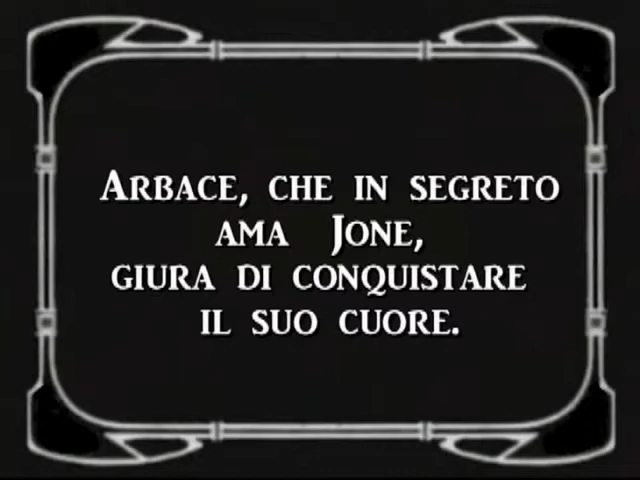 Arbace, che in segreto
ama Jone,
giura di conquistare
il suo cuore.